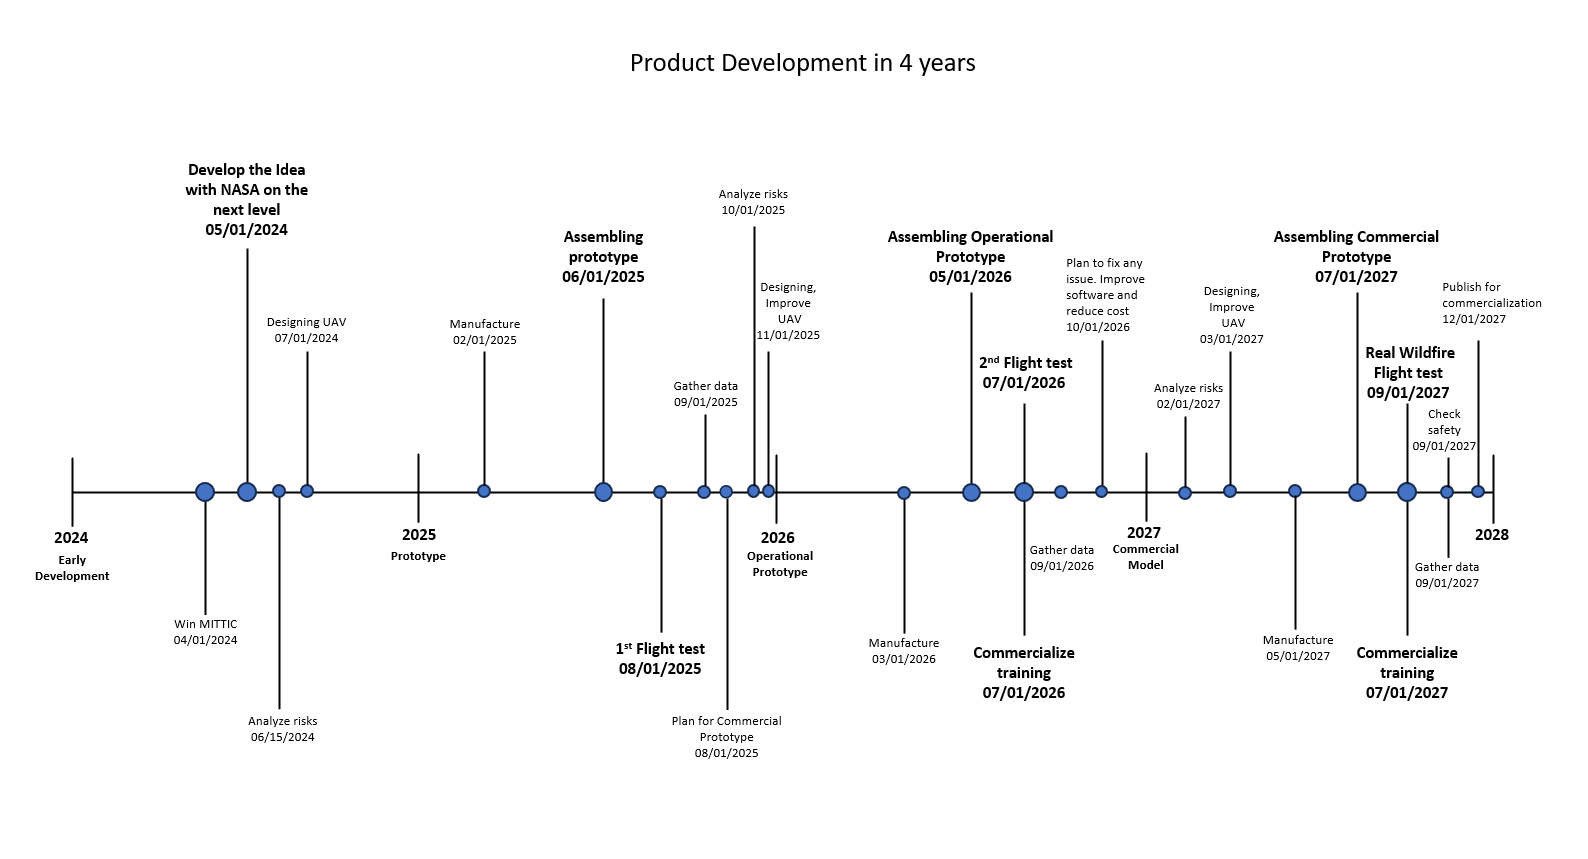 Product Development in 4 years
Develop the Idea
with NASA on the
next level
05/01/2024
Designing UAV
07/01/2024
Manufacture
02/01/2025
Assembling
prototype
06/01/2025
Gather data
09/01/2025
Analyze risks
10/01/2025
Designing,
Improve
UAV
11/01/2025
Assembling Operational
Prototype
05/01/2026
2nd Flight test
07/01/2026
Plan to fix any
issue. Improve
software and
reduce cost
10/01/2026
Analyze risks
02/01/2027
Designing,
Improve
UAV
03/01/2027
Assembling Commercial
Prototype
07/01/2027
Real Wildfire
Flight test
09/01/2027
Check
safety
09/01/2027
Publish for
commercialization
12/01/2027
2024
Early
Development
2025
Prototype
2026
Operational
Prototype
2027
Commercial
Model
2028
Win MITTIC
04/01/2024
Analyze risks
06/15/2024
1st Flight test
08/01/2025
Plan for Commercial
Prototype
08/01/2025
Manufacture
03/01/2026
Gather data
09/01/2026
Commercialize
training
07/01/2026
Manufacture
05/01/2027
Gather data
09/01/2027
Commercialize
training
07/01/2027